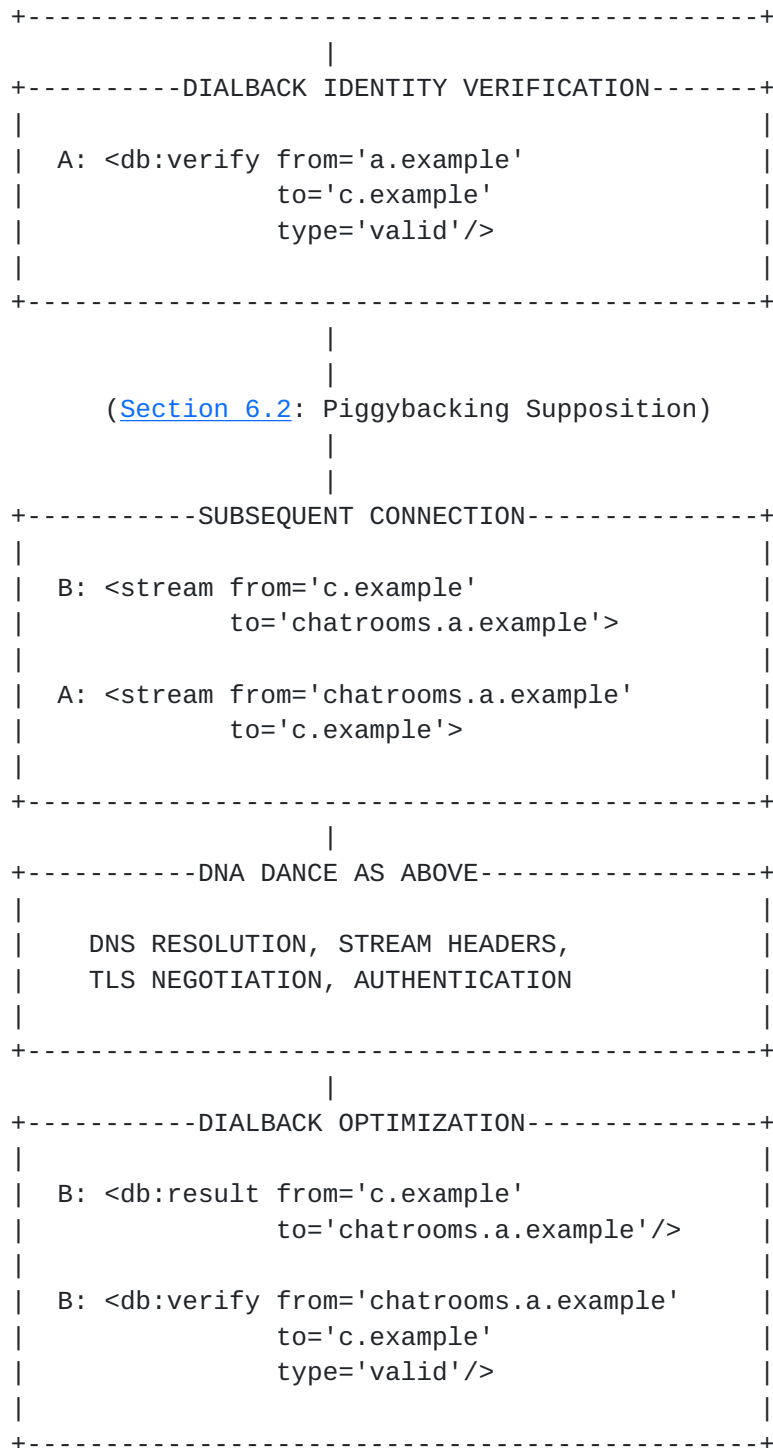 +-----------------------------------------------+
|
+----------DIALBACK IDENTITY VERIFICATION-------+
| |
| A: <db:verify from='a.example' |
| to='c.example' |
| type='valid'/> |
| |
+-----------------------------------------------+
|
|
(Section 6.2: Piggybacking Supposition)
|
|
+-----------SUBSEQUENT CONNECTION---------------+
| |
| B: <stream from='c.example' |
| to='chatrooms.a.example'> |
| |
| A: <stream from='chatrooms.a.example' |
| to='c.example'> |
| |
+-----------------------------------------------+
|
+-----------DNA DANCE AS ABOVE------------------+
| |
| DNS RESOLUTION, STREAM HEADERS, |
| TLS NEGOTIATION, AUTHENTICATION |
| |
+-----------------------------------------------+
|
+-----------DIALBACK OPTIMIZATION---------------+
| |
| B: <db:result from='c.example' |
| to='chatrooms.a.example'/> |
| |
| B: <db:verify from='chatrooms.a.example' |
| to='c.example' |
| type='valid'/> |
| |
+-----------------------------------------------+